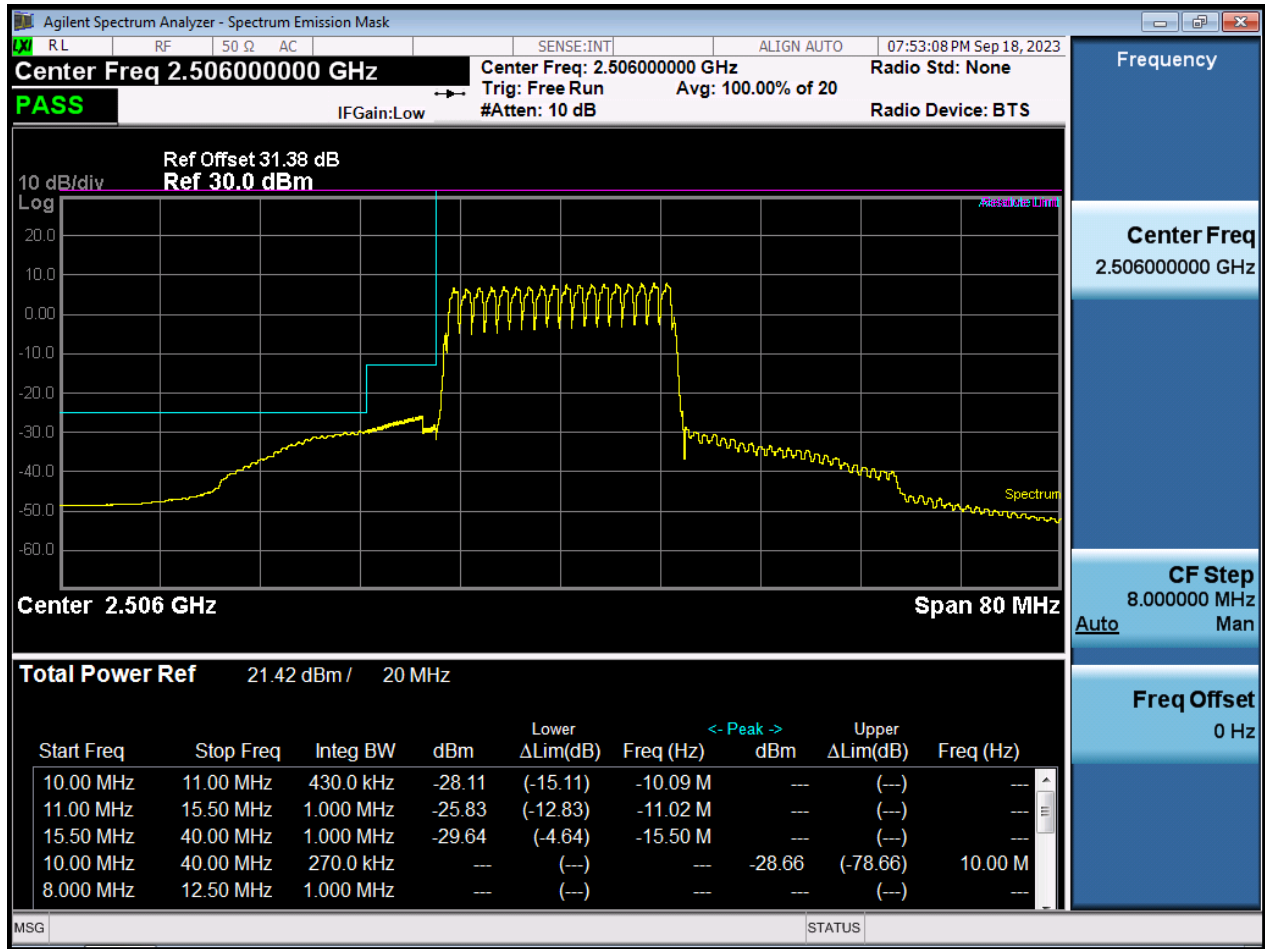 Agilent Spectrum Analyzer - Spectrum Emission Mask
LXI RL RF 50 Ω AC SENSE:INT ALIGN AUTO 07:53:08 PM Sep 18, 2023
Center Freq 2.506000000 GHz
PASS
IFGain:Low
Center Freq: 2.506000000 GHz
Trig: Free Run Avg: 100.00% of 20
#Atten: 10 dB
Radio Std: None
Radio Device: BTS
Ref Offset 31.38 dB
10 dB/div Ref 30.0 dBm
Log
20.0
10.0
0.00
-10.0
-20.0
-30.0
-40.0
-50.0
-60.0
Spectrum
Center 2.506 GHz Span 80 MHz
Total Power Ref 21.42 dBm / 20 MHz
Lower <- Peak -> Upper
Start Freq Stop Freq Integ BW dBm ΔLim(dB) Freq (Hz) dBm ΔLim(dB) Freq (Hz)
10.00 MHz 11.00 MHz 430.0 kHz -28.11 (-15.11) -10.09 M --- (---) ---
11.00 MHz 15.50 MHz 1.000 MHz -25.83 (-12.83) -11.02 M --- (---) ---
15.50 MHz 40.00 MHz 1.000 MHz -29.64 (-4.64) -15.50 M --- (---) ---
10.00 MHz 40.00 MHz 270.0 kHz --- (---) --- -28.66 (-78.66) 10.00 M
8.000 MHz 12.50 MHz 1.000 MHz --- (---) --- --- (---) ---
MSG STATUS
Frequency
Center Freq
2.506000000 GHz
CF Step
8.000000 MHz
Auto Man
Freq Offset
0 Hz